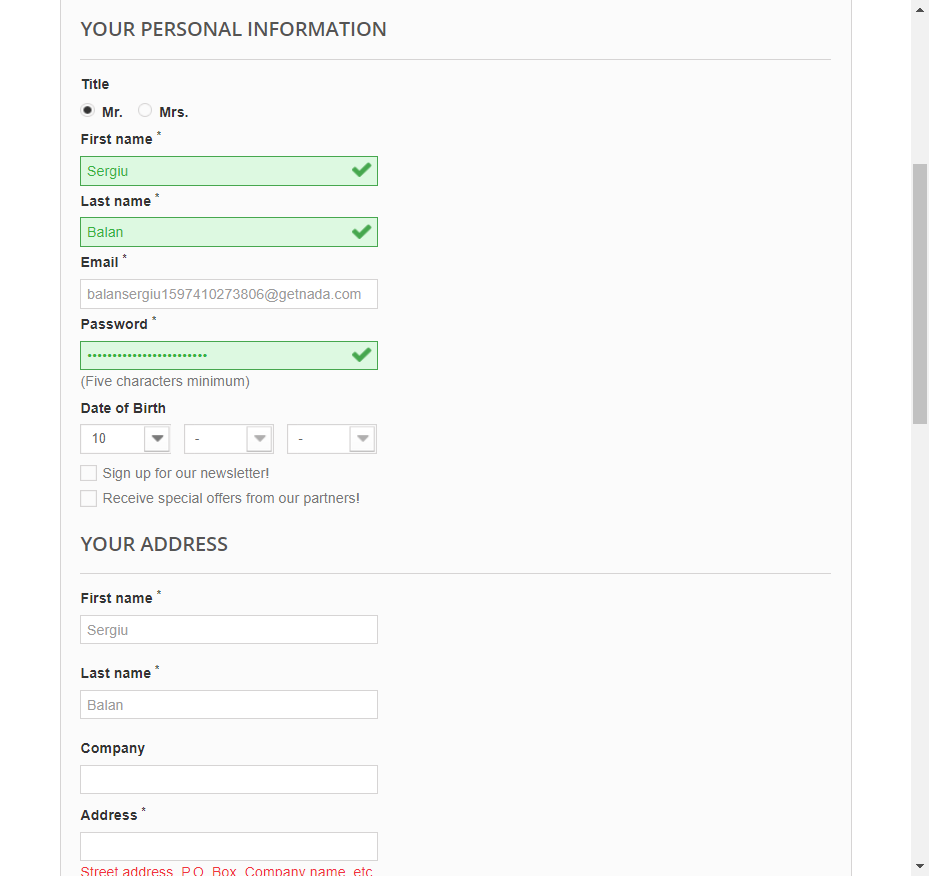 YOUR PERSONAL INFORMATION
Title
Mr. Mrs.
First name *
Sergiu
Last name *
Balan
Email *
balansergiu1597410273806@getnada.com
Password *
••••••••••••••••••••••••
(Five characters minimum)
Date of Birth
10 - -
Sign up for our newsletter!
Receive special offers from our partners!
YOUR ADDRESS
First name *
Sergiu
Last name *
Balan
Company
Address *
Street address, P.O. Box, Company name, etc.